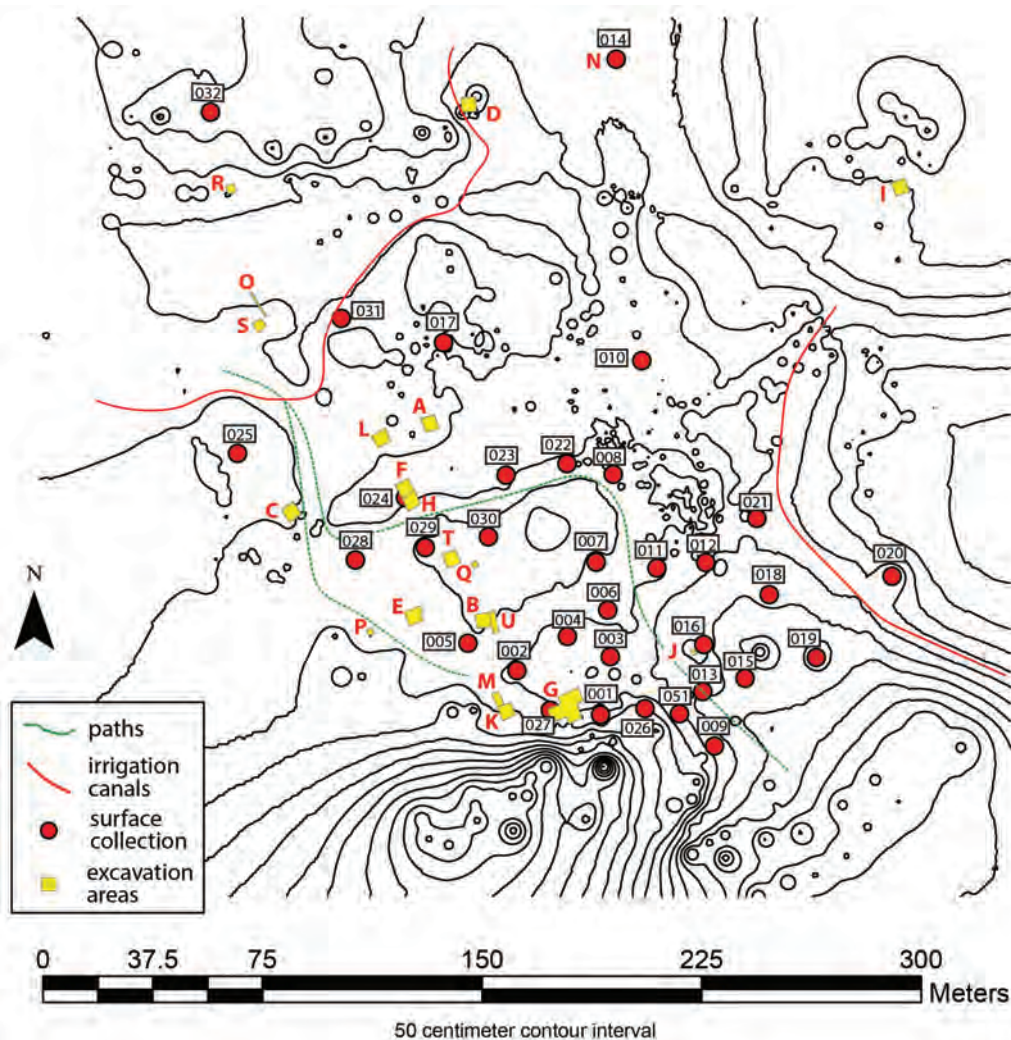 014
N
032
D
R
I
O
S
031
017
010
A
L
025
023
022
008
F
024
H
C
021
029
030
T
Q
028
007
011
012
020
018
N
E
B
U
006
P
005
004
003
016
J
019
002
015
013
M
G
001
K
027
026
051
009
paths
irrigation
canals
surface
collection
excavation
areas
0 37.5 75 150 225 300
Meters
50 centimeter contour interval